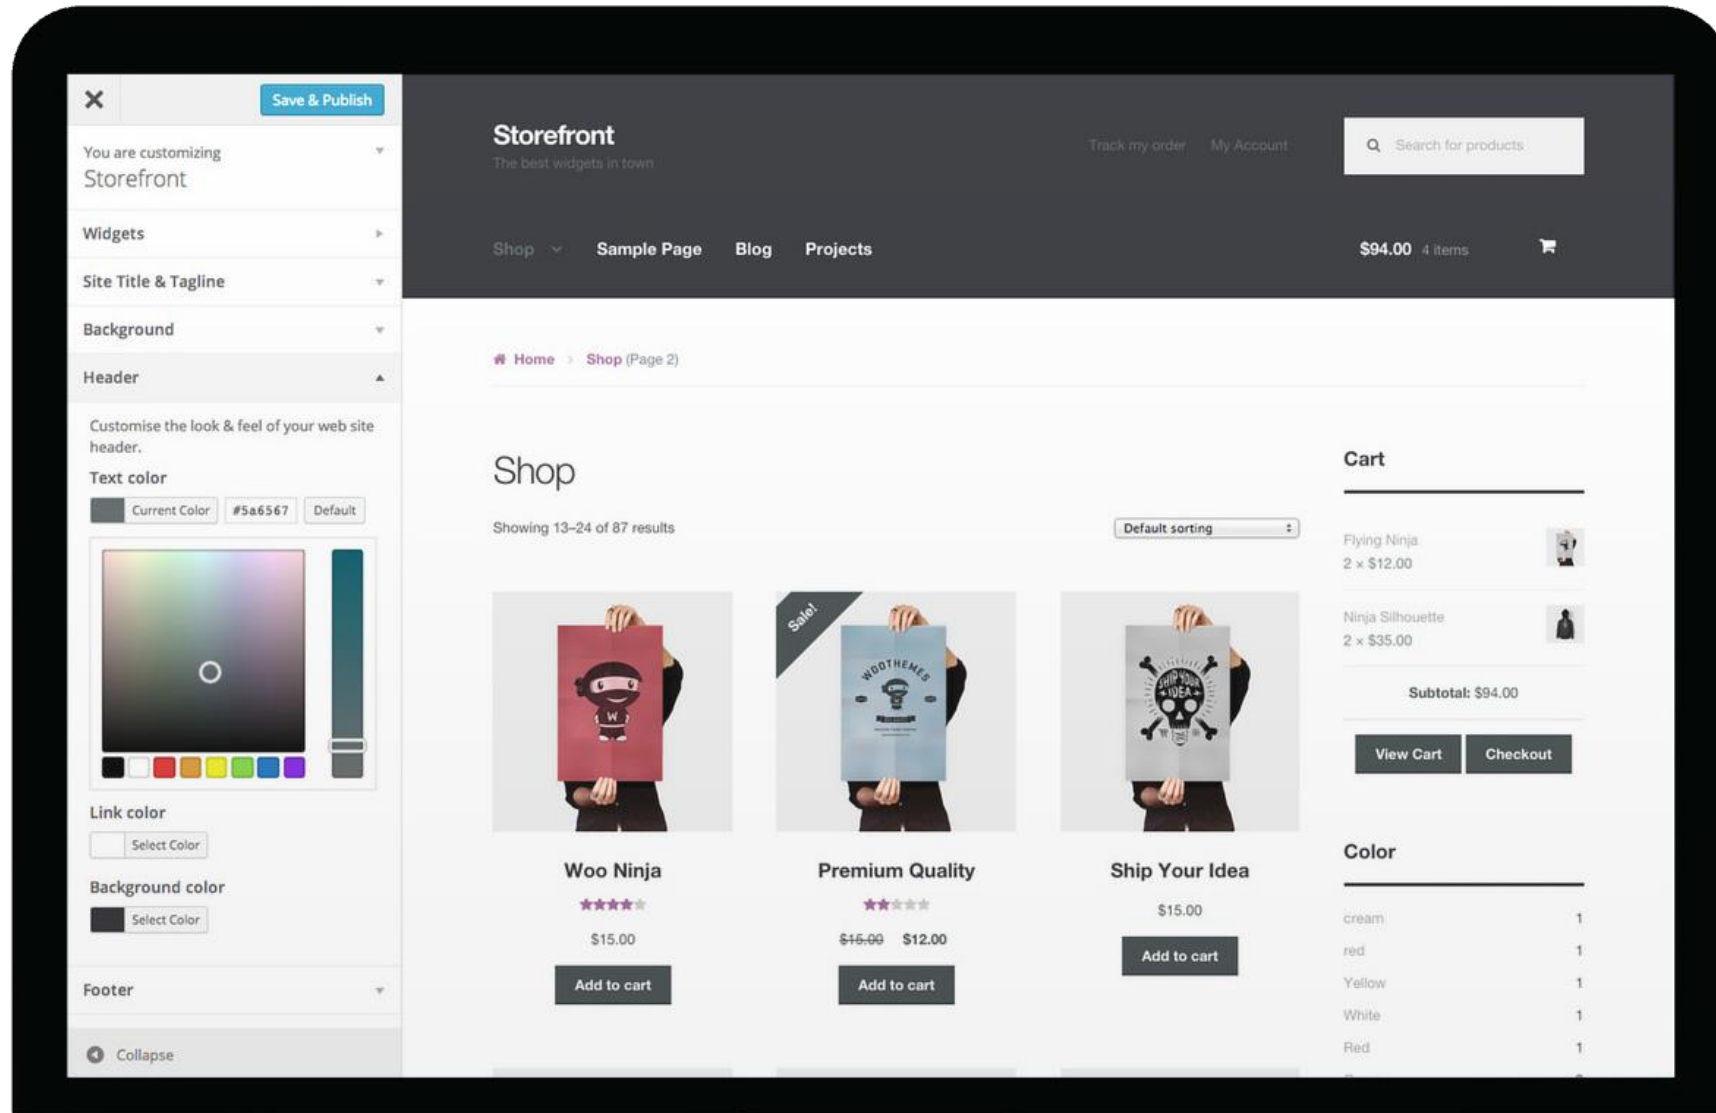 Save & Publish
You are customizing
Storefront
Widgets
Site Title & Tagline
Background
Header
Customise the look & feel of your web site
header.
Text color
Current Color #5a6567 Default
Link color
Select Color
Background color
Select Color
Footer
Collapse
Storefront
The best widgets in town
Track my order My Account
Search for products
Shop Sample Page Blog Projects
$94.00 4 items
Home Shop (Page 2)
Shop
Showing 13–24 of 87 results
Default sorting
W
Sale!
WOOTHEMES
SHIP YOUR
IDEA
Woo Ninja
$15.00
Add to cart
Premium Quality
$15.00 $12.00
Add to cart
Ship Your Idea
$15.00
Add to cart
Cart
Flying Ninja
2 × $12.00
Ninja Silhouette
2 × $35.00
Subtotal: $94.00
View Cart Checkout
Color
cream 1
red 1
Yellow 1
White 1
Red 1